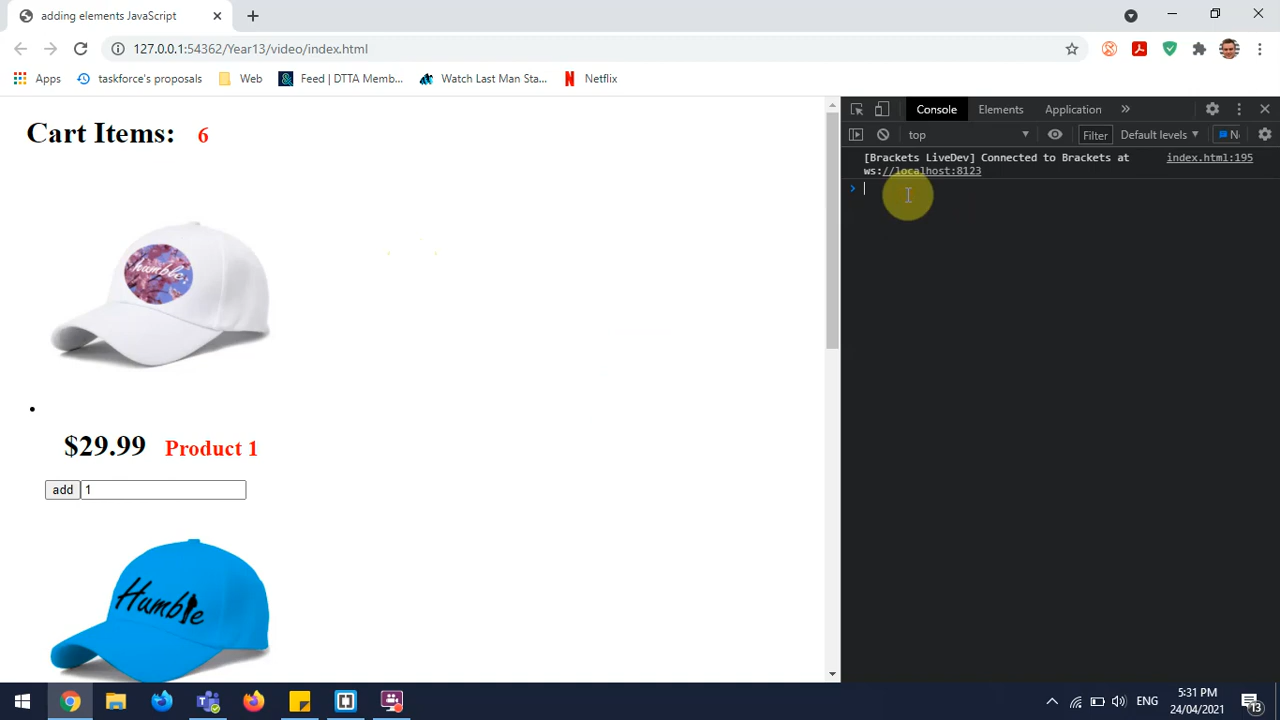 adding elements JavaScript
127.0.0.1:54362/Year13/video/index.html
Apps
taskforce's proposals
Web
Feed | DTTA Memb...
Watch Last Man Sta...
Netflix
Cart Items: 6
humble
$29.99 Product 1
add 1
Humble
Console Elements Application
top
Filter
Default levels
N
[Brackets LiveDev] Connected to Brackets at index.html:195
ws://localhost:8123
ENG
5:31 PM
24/04/2021
13